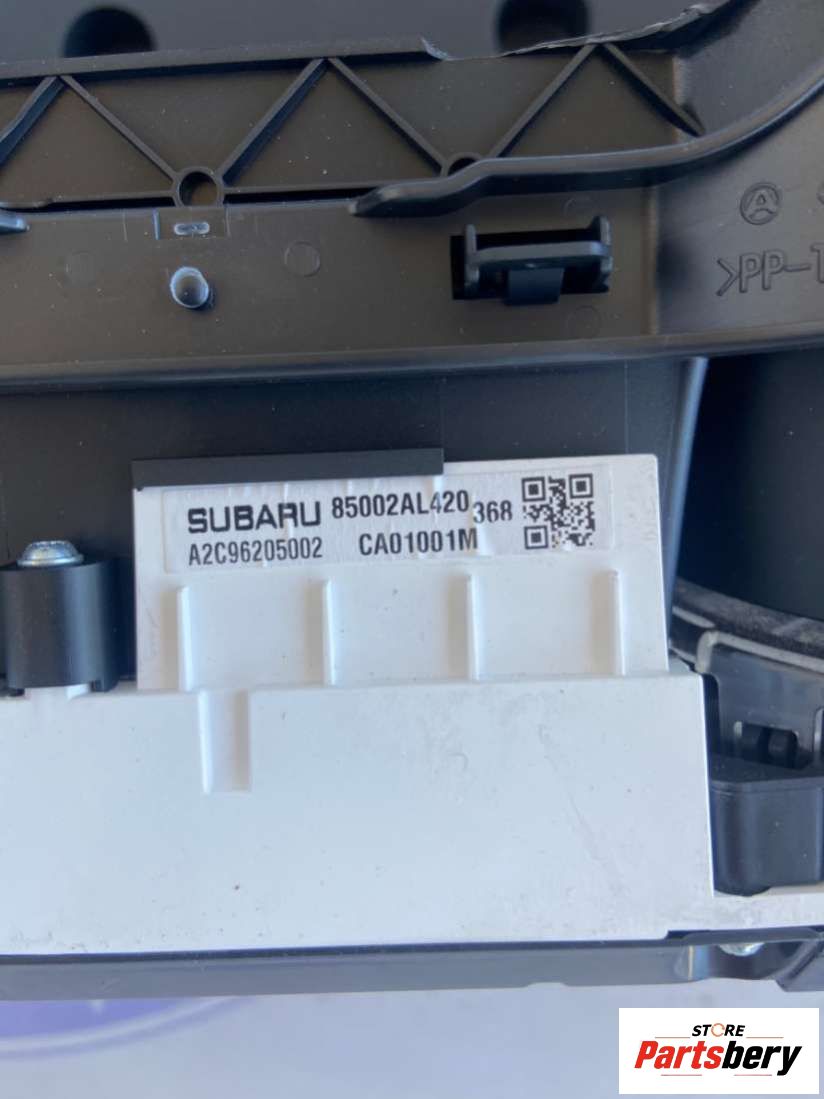 A
>PP-T
SUBARU 85002AL420 368
A2C96205002 CA01001M
STORE
Partsbery